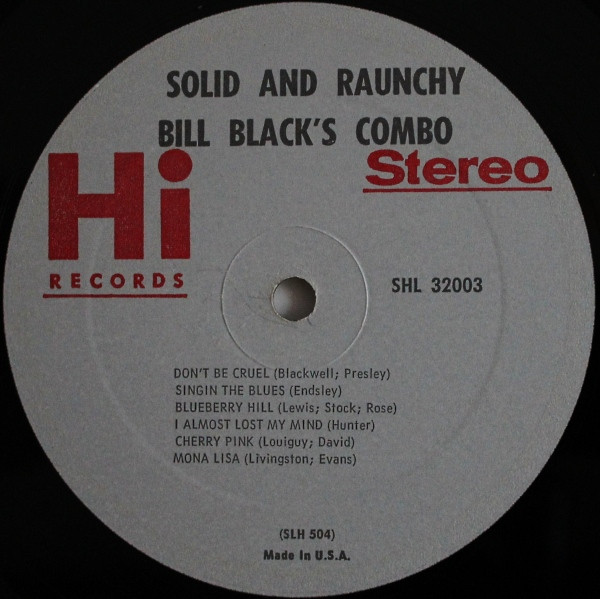 SOLID AND RAUNCHY
BILL BLACK'S COMBO
Hi
RECORDS
Stereo
SHL 32003
DON'T BE CRUEL (Blackwell; Presley)
SINGIN THE BLUES (Endsley)
BLUEBERRY HILL (Lewis; Stock; Rose)
I ALMOST LOST MY MIND (Hunter)
CHERRY PINK (Louiguy; David)
MONA LISA (Livingston; Evans)
(SLH 504)
Made In U.S.A.